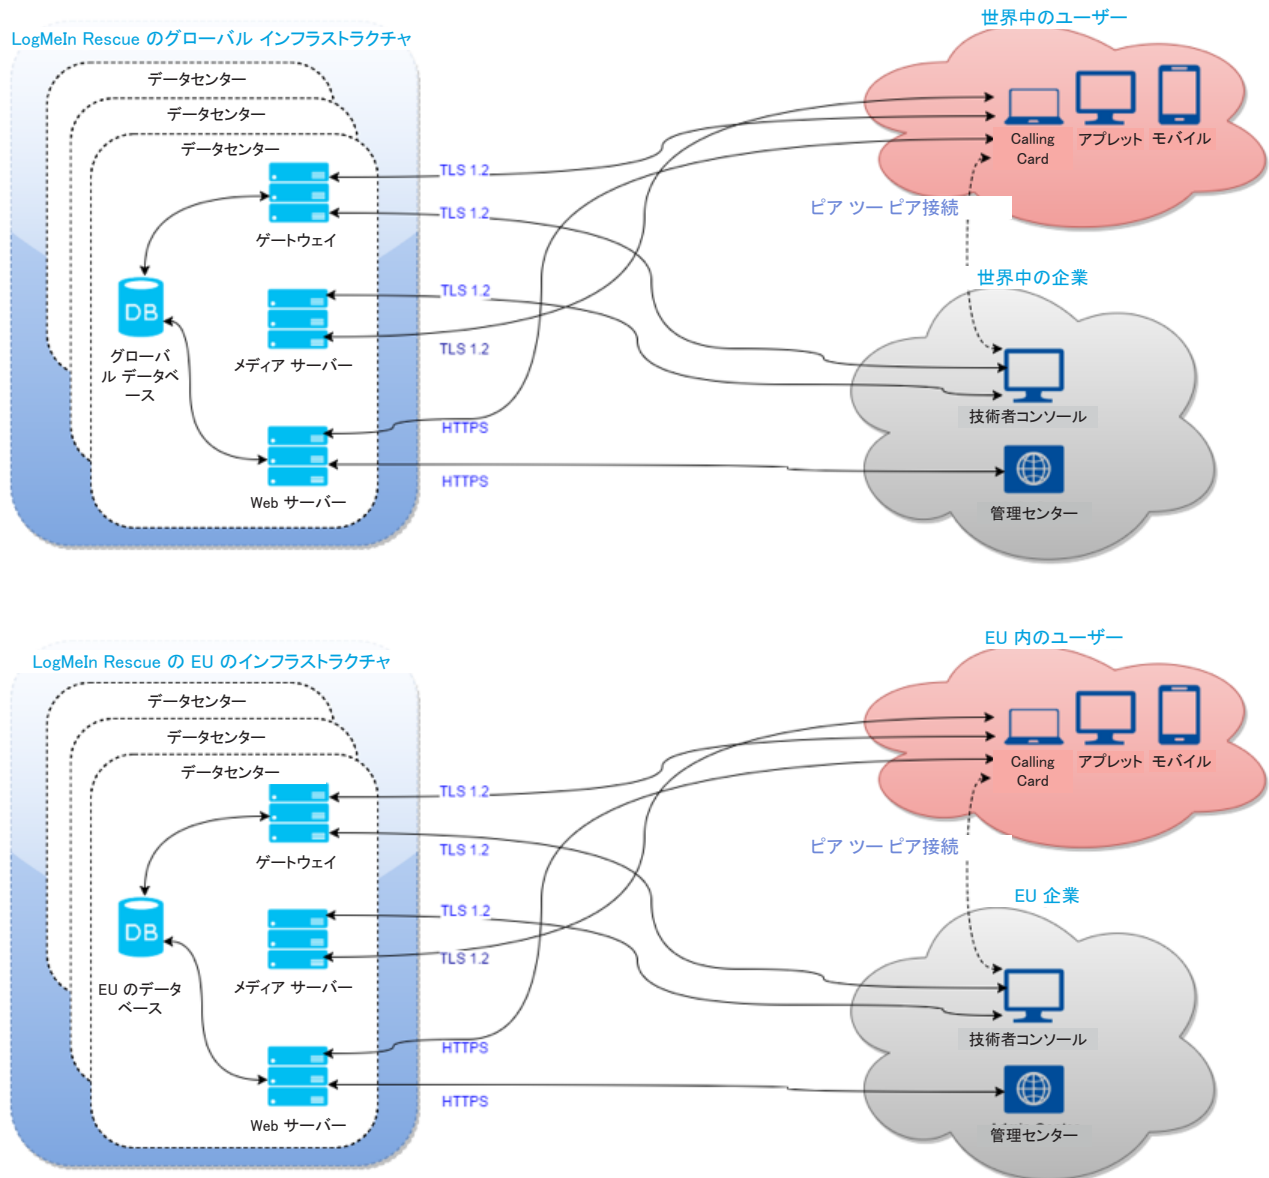 世界中のユーザー
LogMeIn Rescue のグローバル インフラストラクチャ
データセンター
データセンター
データセンター
TLS 1.2
TLS 1.2
ゲートウェイ
Calling
Card
アプレット
モバイル
ピア ツー ピア接続
世界中の企業
DB
グローバ
ル データベ
ース
TLS 1.2
TLS 1.2
メディア サーバー
技術者コンソール
HTTPS
HTTPS
Web サーバー
管理センター
EU 内のユーザー
LogMeIn Rescue の EU のインフラストラクチャ
データセンター
データセンター
データセンター
TLS 1.2
TLS 1.2
ゲートウェイ
Calling
Card
アプレット
モバイル
ピア ツー ピア接続
EU 企業
DB
EU のデータ
ベース
TLS 1.2
TLS 1.2
メディア サーバー
技術者コンソール
HTTPS
HTTPS
Web サーバー
管理センター